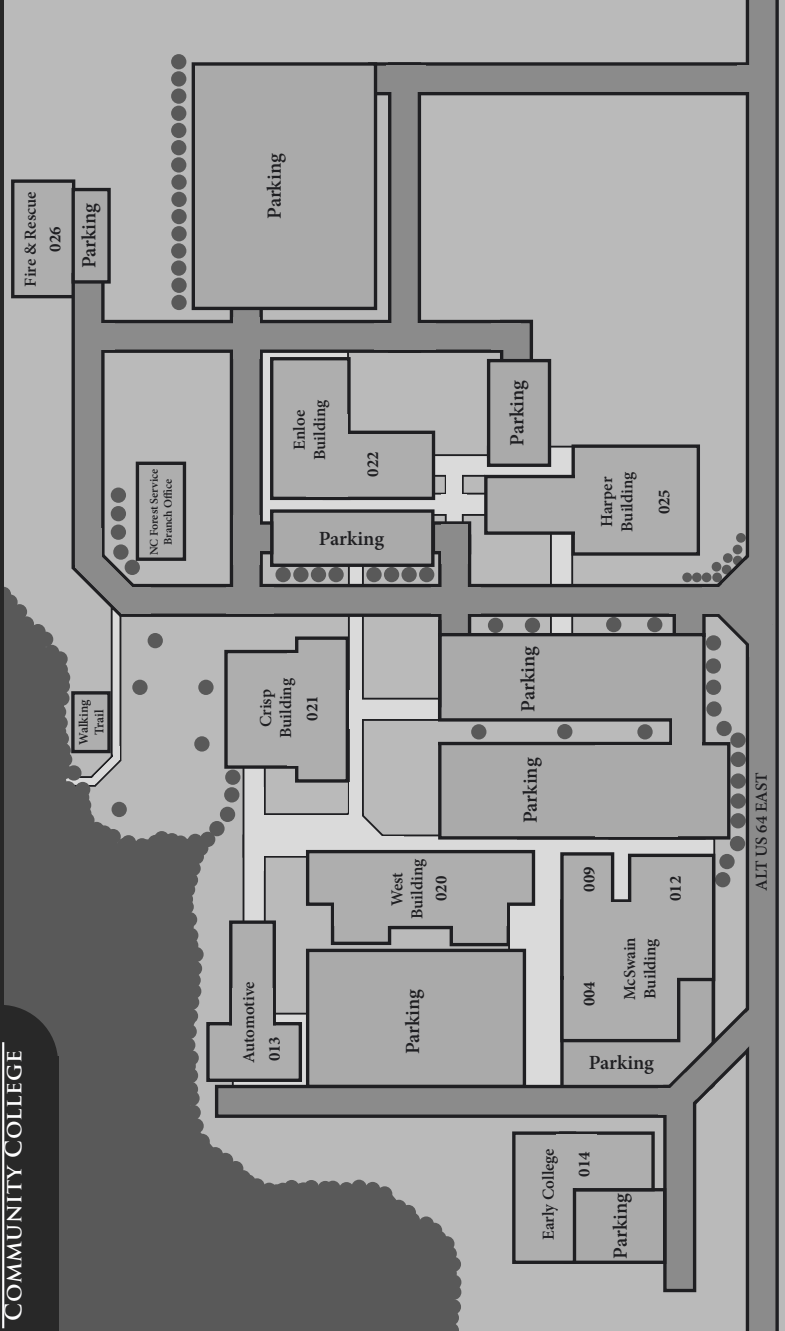 COMMUNITY COLLEGE
Fire & Rescue
026
Parking
Parking
NC Forest Service
Branch Office
Enloe
Building
022
Parking
Parking
Harper
Building
025
Walking
Trail
Crisp
Building
021
Parking
Parking
ALT US 64 EAST
West
Building
020
009
012
004
McSwain
Building
Automotive
013
Parking
Parking
Early College
014
Parking